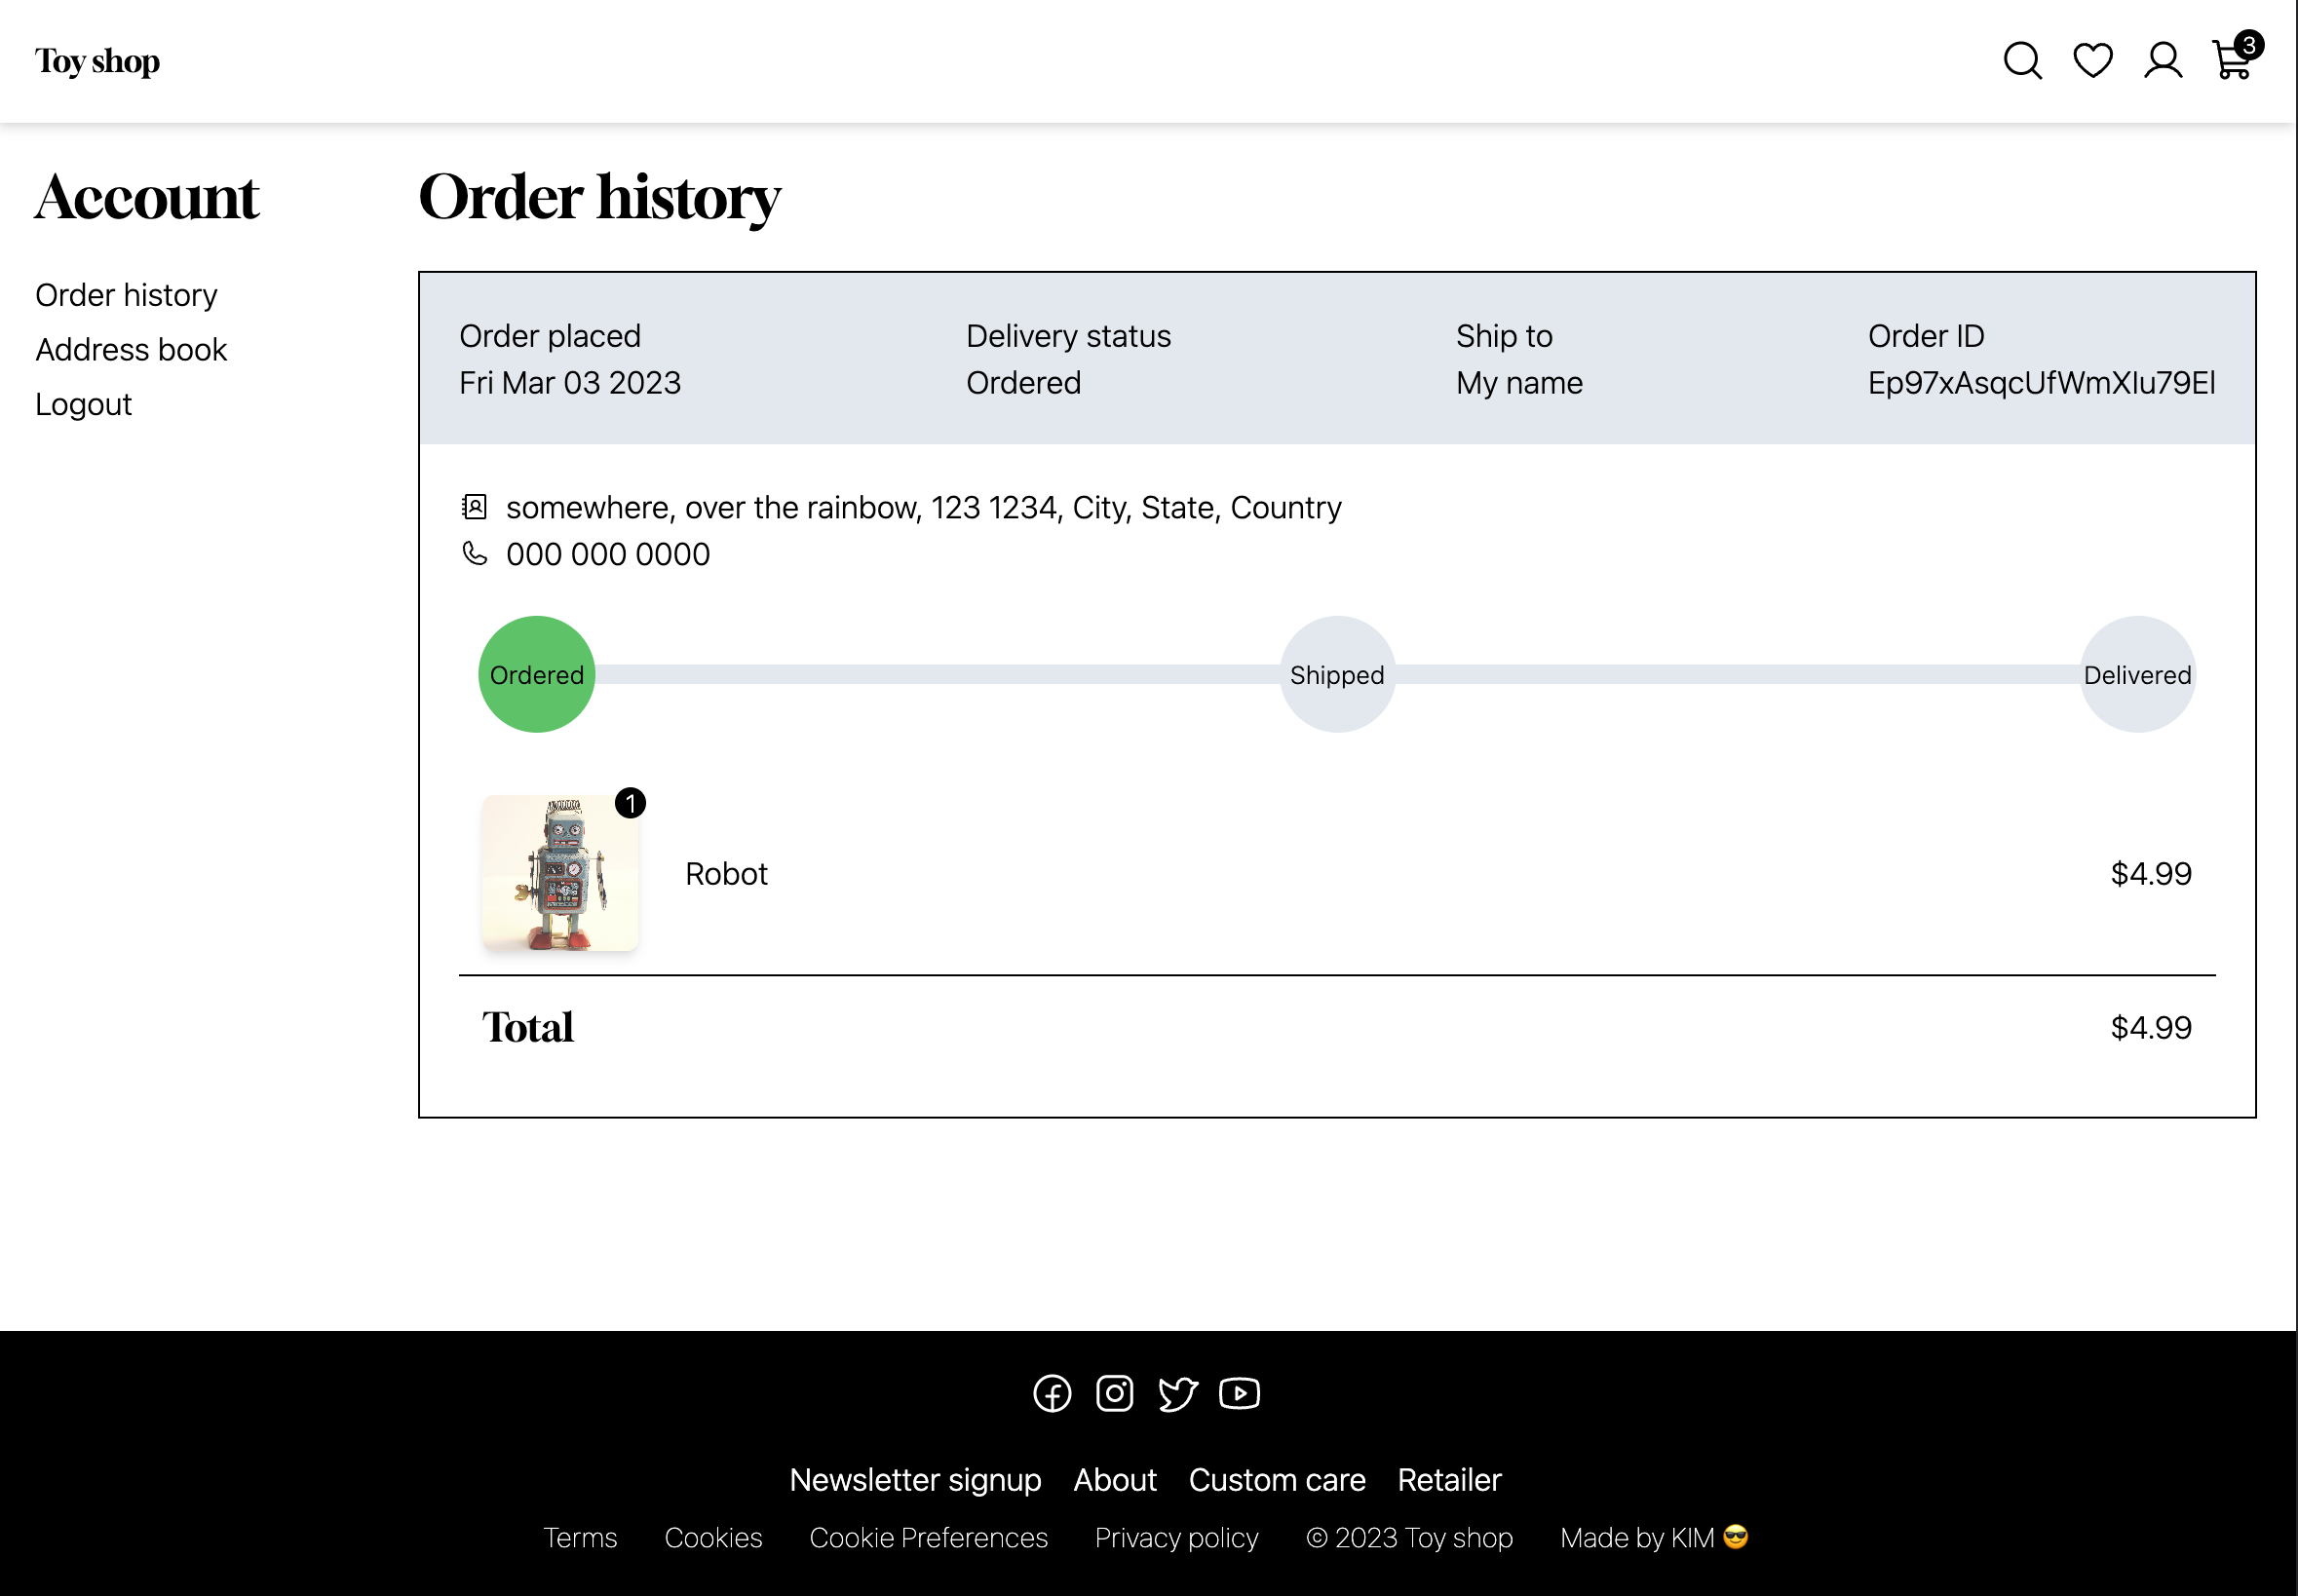 Toy shop
3
Account
Order history
Address book
Logout
Order history
Order placed
Fri Mar 03 2023
Delivery status
Ordered
Ship to
My name
Order ID
Ep97xAsqcUfWmXlu79El
somewhere, over the rainbow, 123 1234, City, State, Country
000 000 0000
Ordered
Shipped
Delivered
1
Robot
$4.99
Total
$4.99
Newsletter signup About Custom care Retailer
Terms Cookies Cookie Preferences Privacy policy © 2023 Toy shop Made by KIM 😎